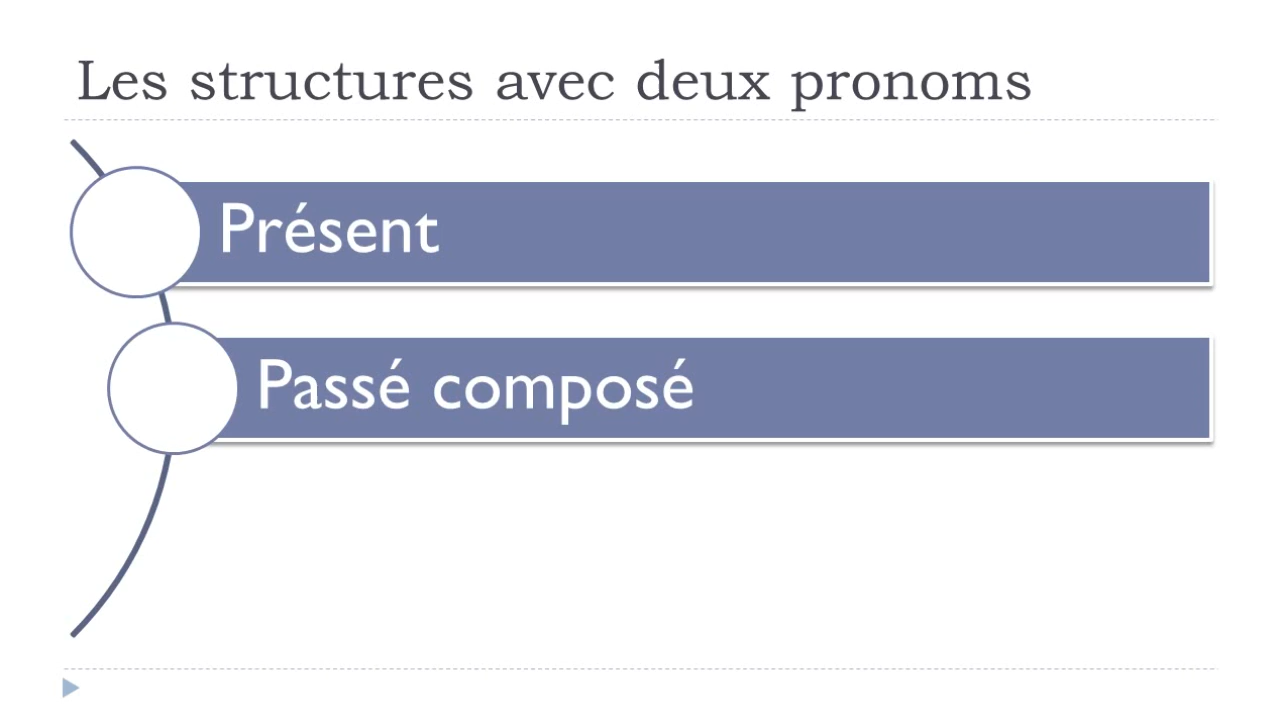 Les structures avec deux pronoms
Présent
Passé composé